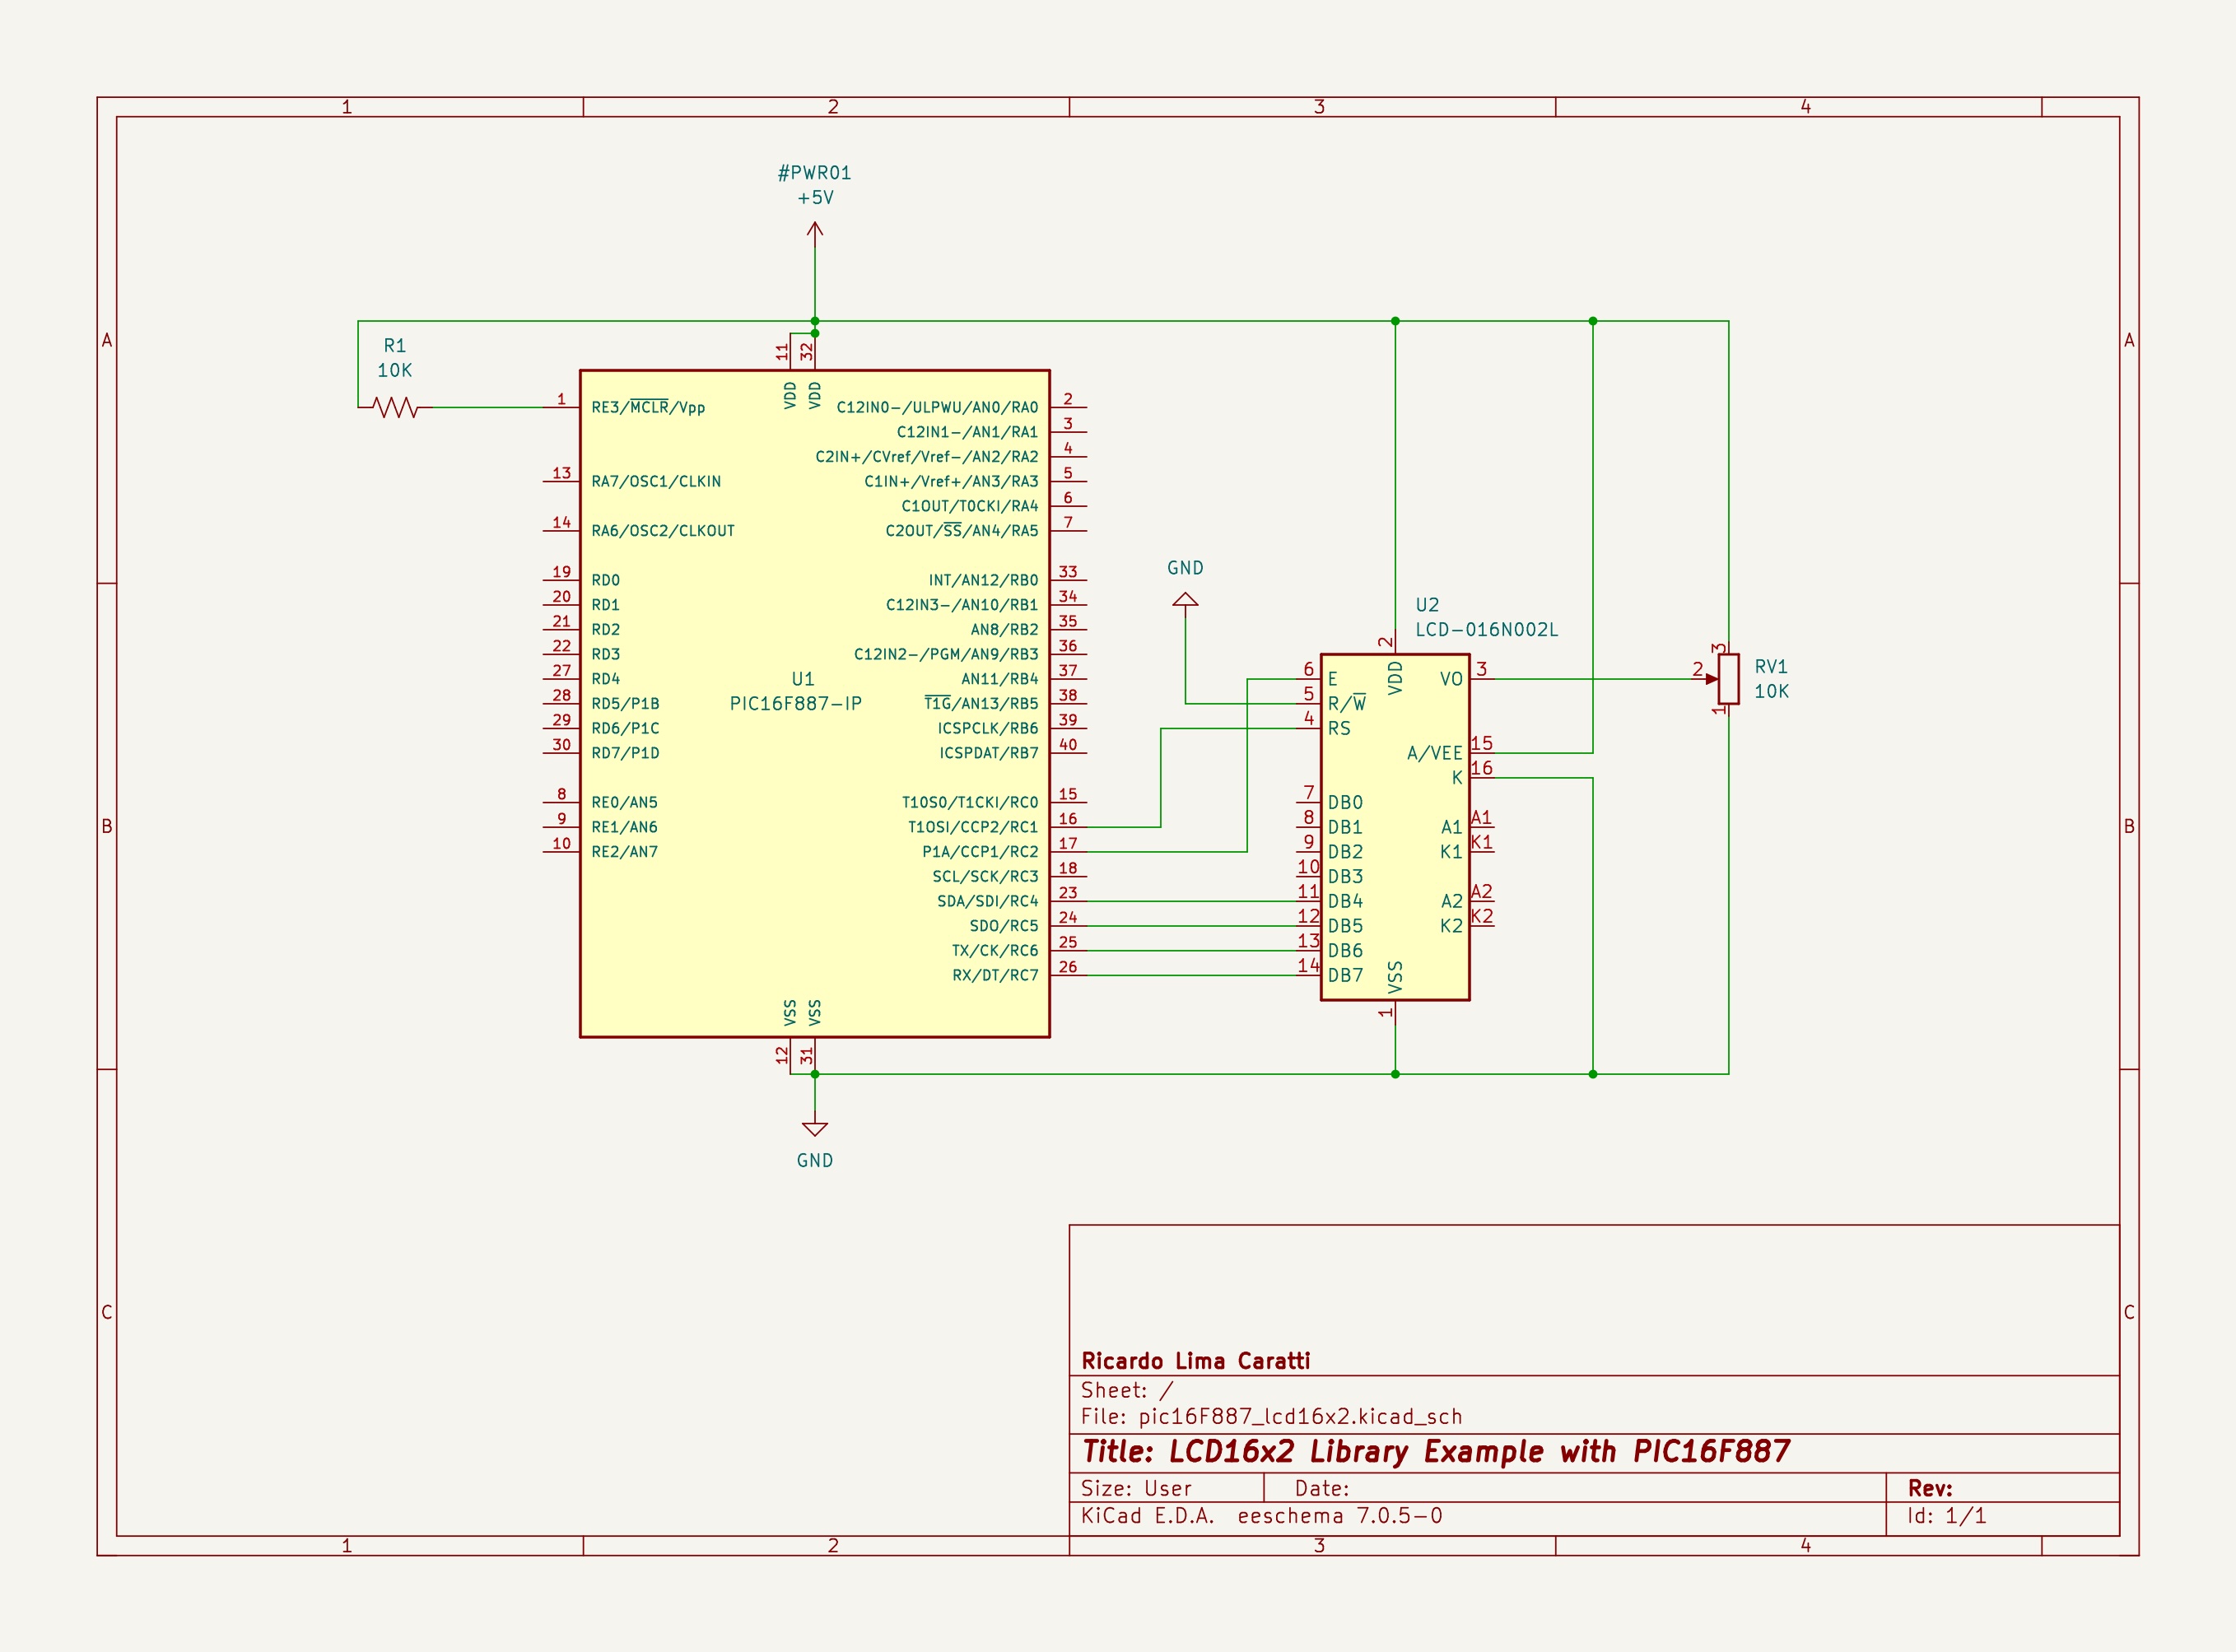 1 2 3 4
#PWR01
+5V
A A
R1
10K
11 32
VDD VDD
1 RE3/MCLR/Vpp C12IN0-/ULPWU/AN0/RA0 2
C12IN1-/AN1/RA1 3
C2IN+/CVref/Vref-/AN2/RA2 4
13 RA7/OSC1/CLKIN C1IN+/Vref+/AN3/RA3 5
C1OUT/T0CKI/RA4 6
14 RA6/OSC2/CLKOUT C2OUT/SS/AN4/RA5 7
GND
19 RD0 INT/AN12/RB0 33
20 RD1 C12IN3-/AN10/RB1 34
21 RD2 AN8/RB2 35
22 RD3 C12IN2-/PGM/AN9/RB3 36
27 RD4 U1 AN11/RB4 37
28 RD5/P1B PIC16F887-IP T1G/AN13/RB5 38
29 RD6/P1C ICSPCLK/RB6 39
30 RD7/P1D ICSPDAT/RB7 40
8 RE0/AN5 T1OSO/T1CKI/RC0 15
9 RE1/AN6 T1OSI/CCP2/RC1 16
10 RE2/AN7 P1A/CCP1/RC2 17
SCL/SCK/RC3 18
SDA/SDI/RC4 23
SDO/RC5 24
TX/CK/RC6 25
RX/DT/RC7 26
VSS VSS
12 31
GND
U2
LCD-016N002L
2
VDD
6 E VO 3
5 R/W
4 RS
A/VEE 15
K 16
7 DB0
8 DB1 A1 A1
9 DB2 K1 K1
10 DB3
11 DB4 A2 A2
12 DB5 K2 K2
13 DB6
14 DB7
VSS
1
3
2
1
RV1
10K
B B
C C
Ricardo Lima Caratti
Sheet: /
File: pic16F887_lcd16x2.kicad_sch
Title: LCD16x2 Library Example with PIC16F887
Size: User Date: Rev:
KiCad E.D.A. eeschema 7.0.5-0 Id: 1/1
1 2 3 4